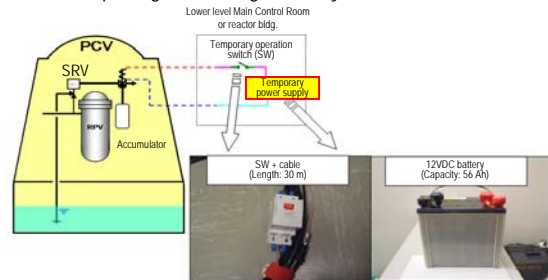 Lower level Main Control Room
or reactor bldg.
PCV
Temporary operation
switch (SW)
SRV
Temporary
power supply
RPV
Accumulator
SW + cable
(Length: 30 m)
12VDC battery
(Capacity: 56 Ah)